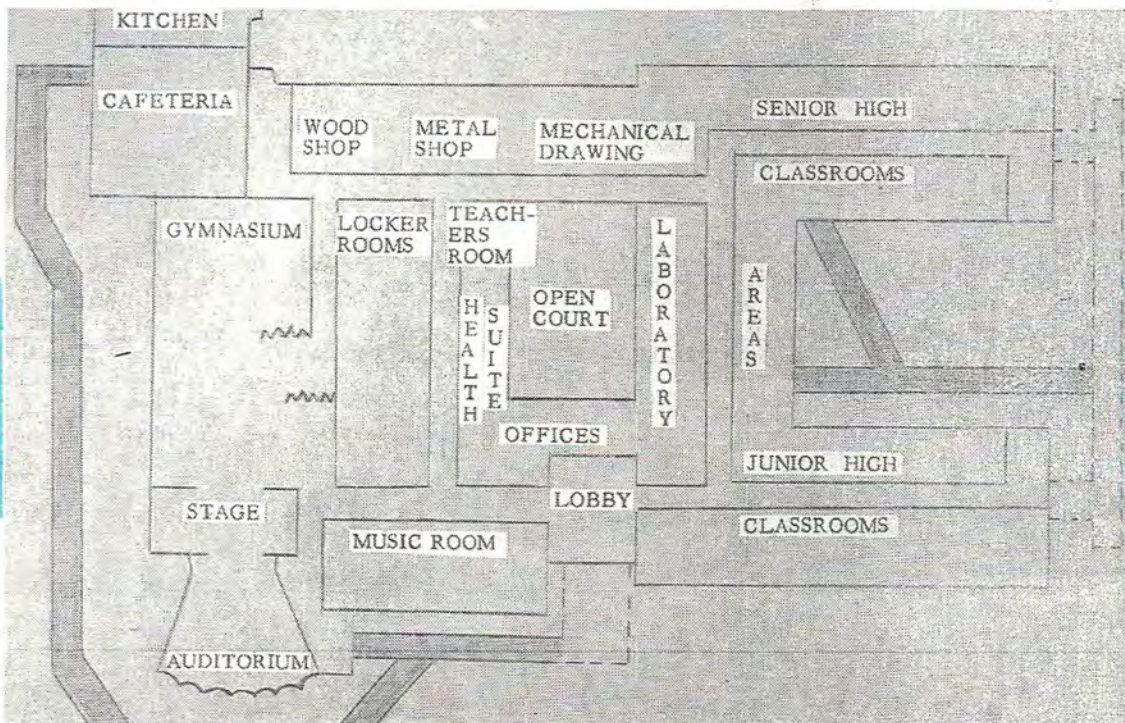 KITCHEN
CAFETERIA
SENIOR HIGH
WOOD
SHOP
METAL
SHOP
MECHANICAL
DRAWING
CLASSROOMS
GYMNASIUM
LOCKER
ROOMS
TEACH-
ERS
ROOM
LABORATORY
AREAS
OPEN
COURT
HEALTH
SUITE
OFFICES
JUNIOR HIGH
LOBBY
STAGE
CLASSROOMS
MUSIC ROOM
AUDITORIUM